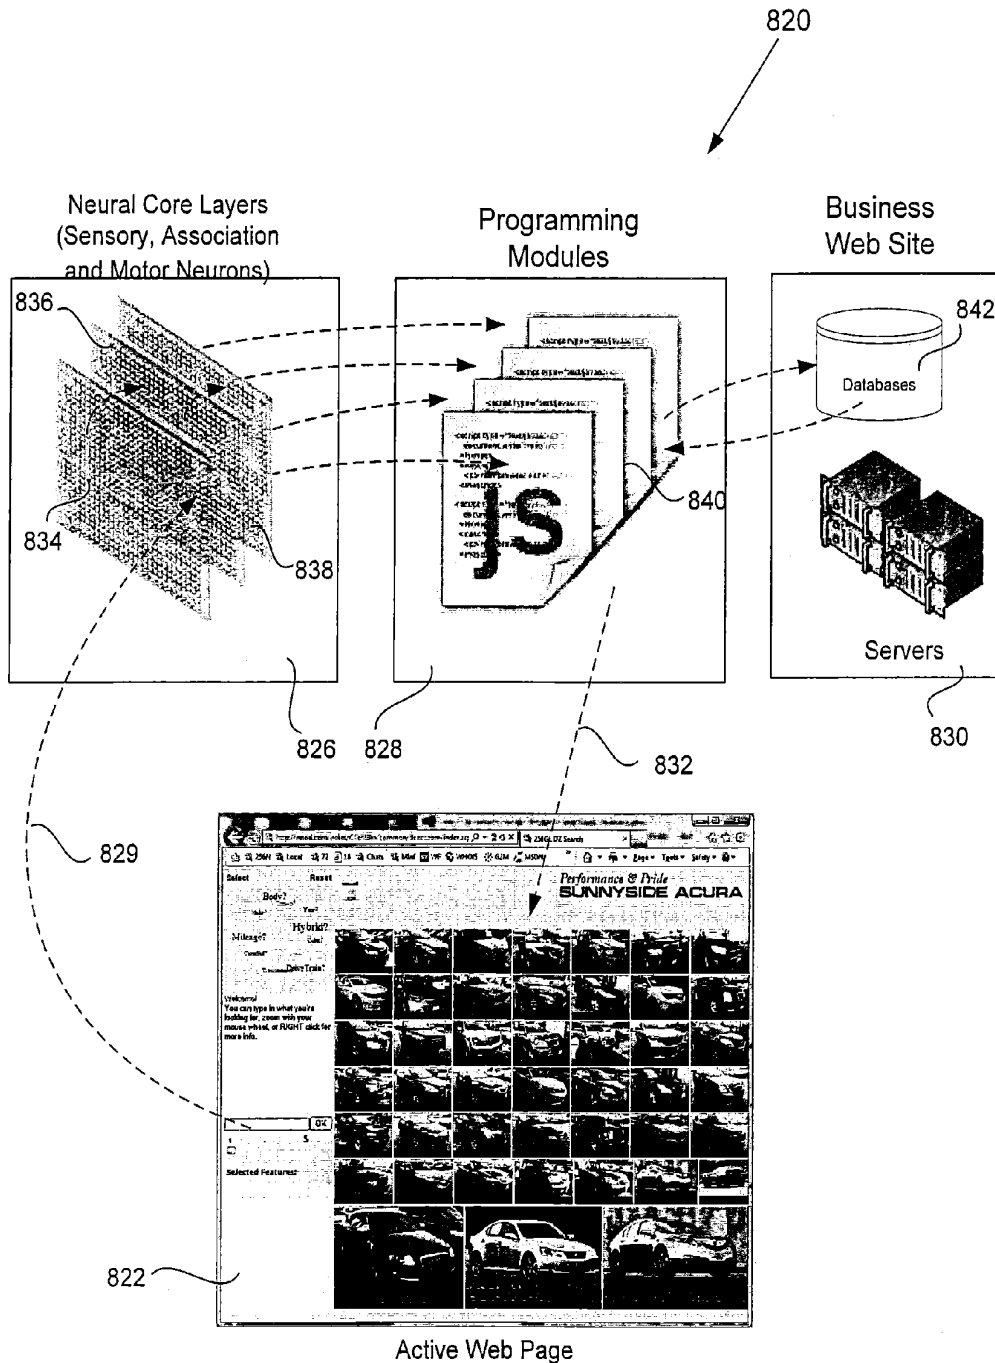 820
Neural Core Layers
(Sensory, Association
and Motor Neurons)
Programming
Modules
Business
Web Site
836
834
838
826
JS
840
828
842
Databases
Servers
830
829
832
Select Reset
Body?
Year?
Hybrid?
Mileage?
DriveTrain?
Performance & Pride
SUNNYSIDE ACURA
Welcome!
You can type in what you're
looking for, zoom with your
mouse wheel, or RIGHT click for
more info.
OK
5
Selected Features:
822
Active Web Page